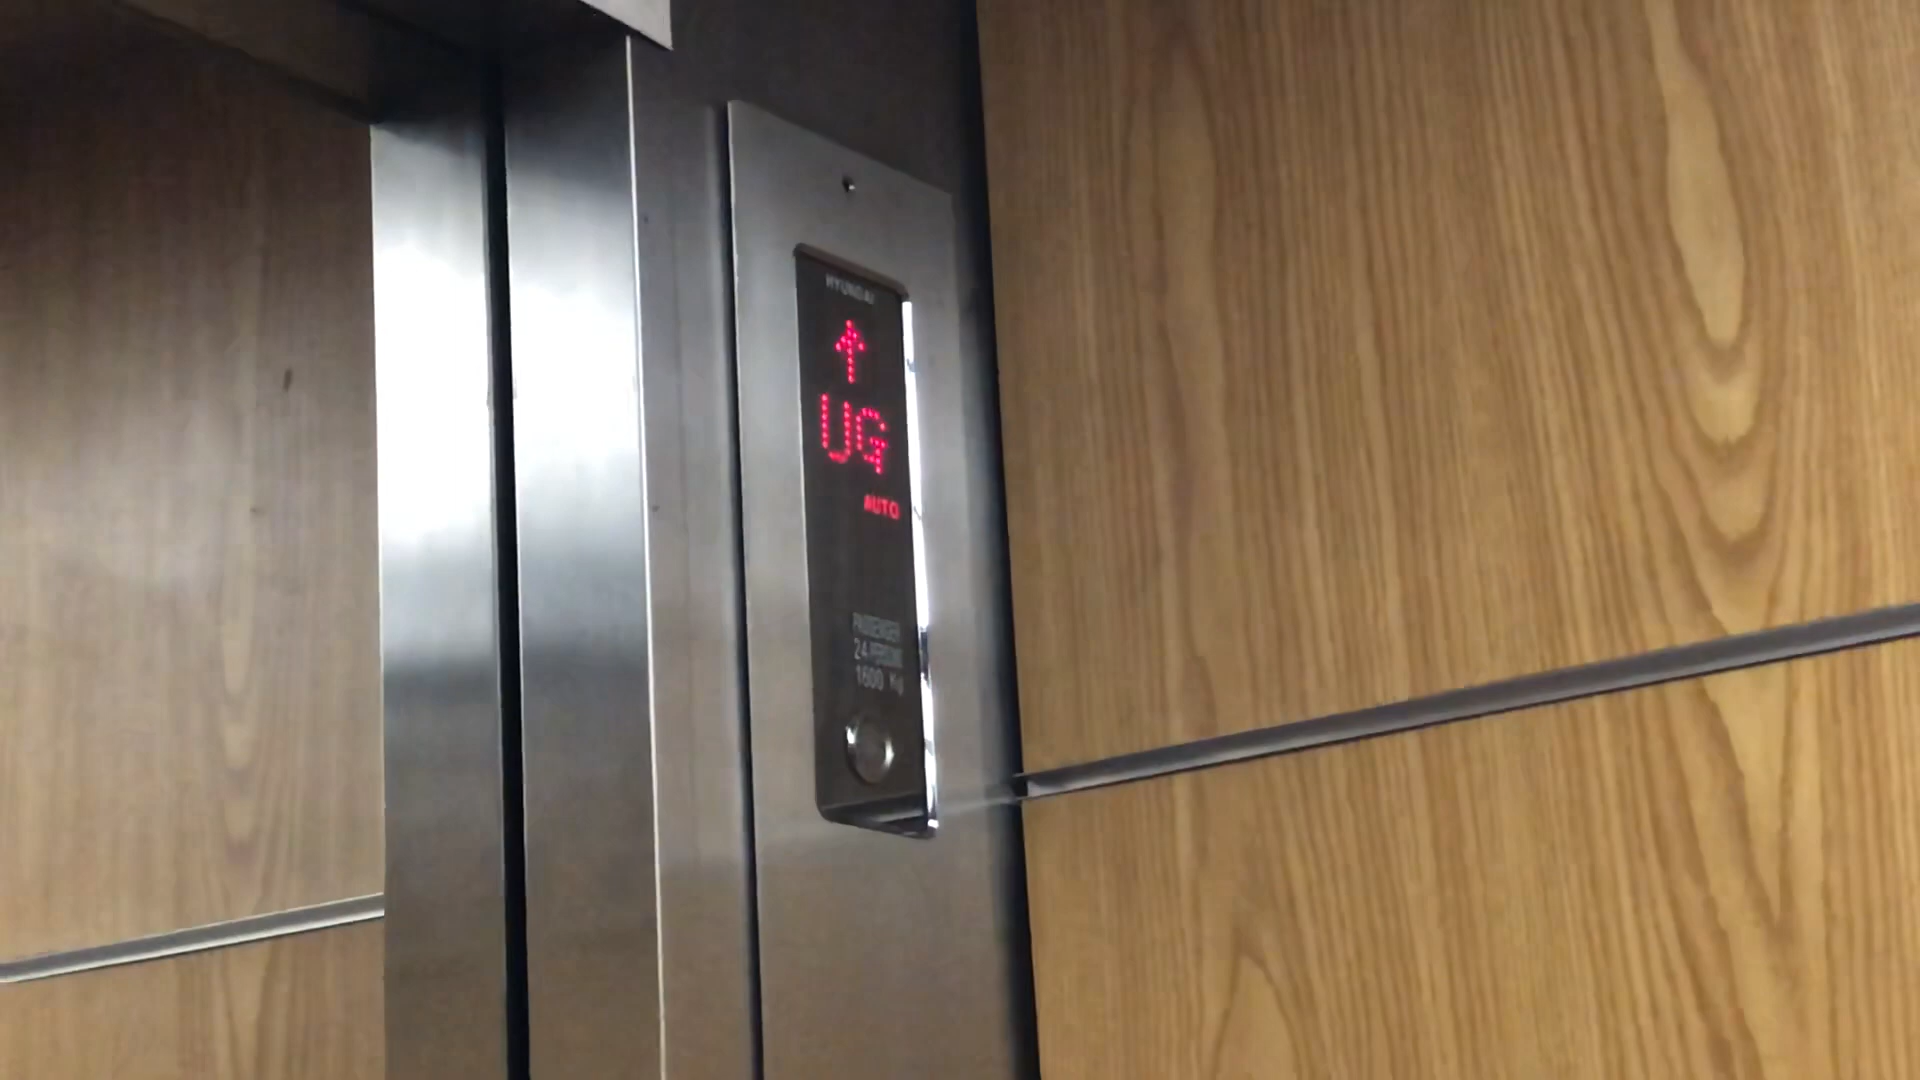 HYUNDAI
↑
UG
AUTO
PASSENGER
24 PERSONS
1600 Kg